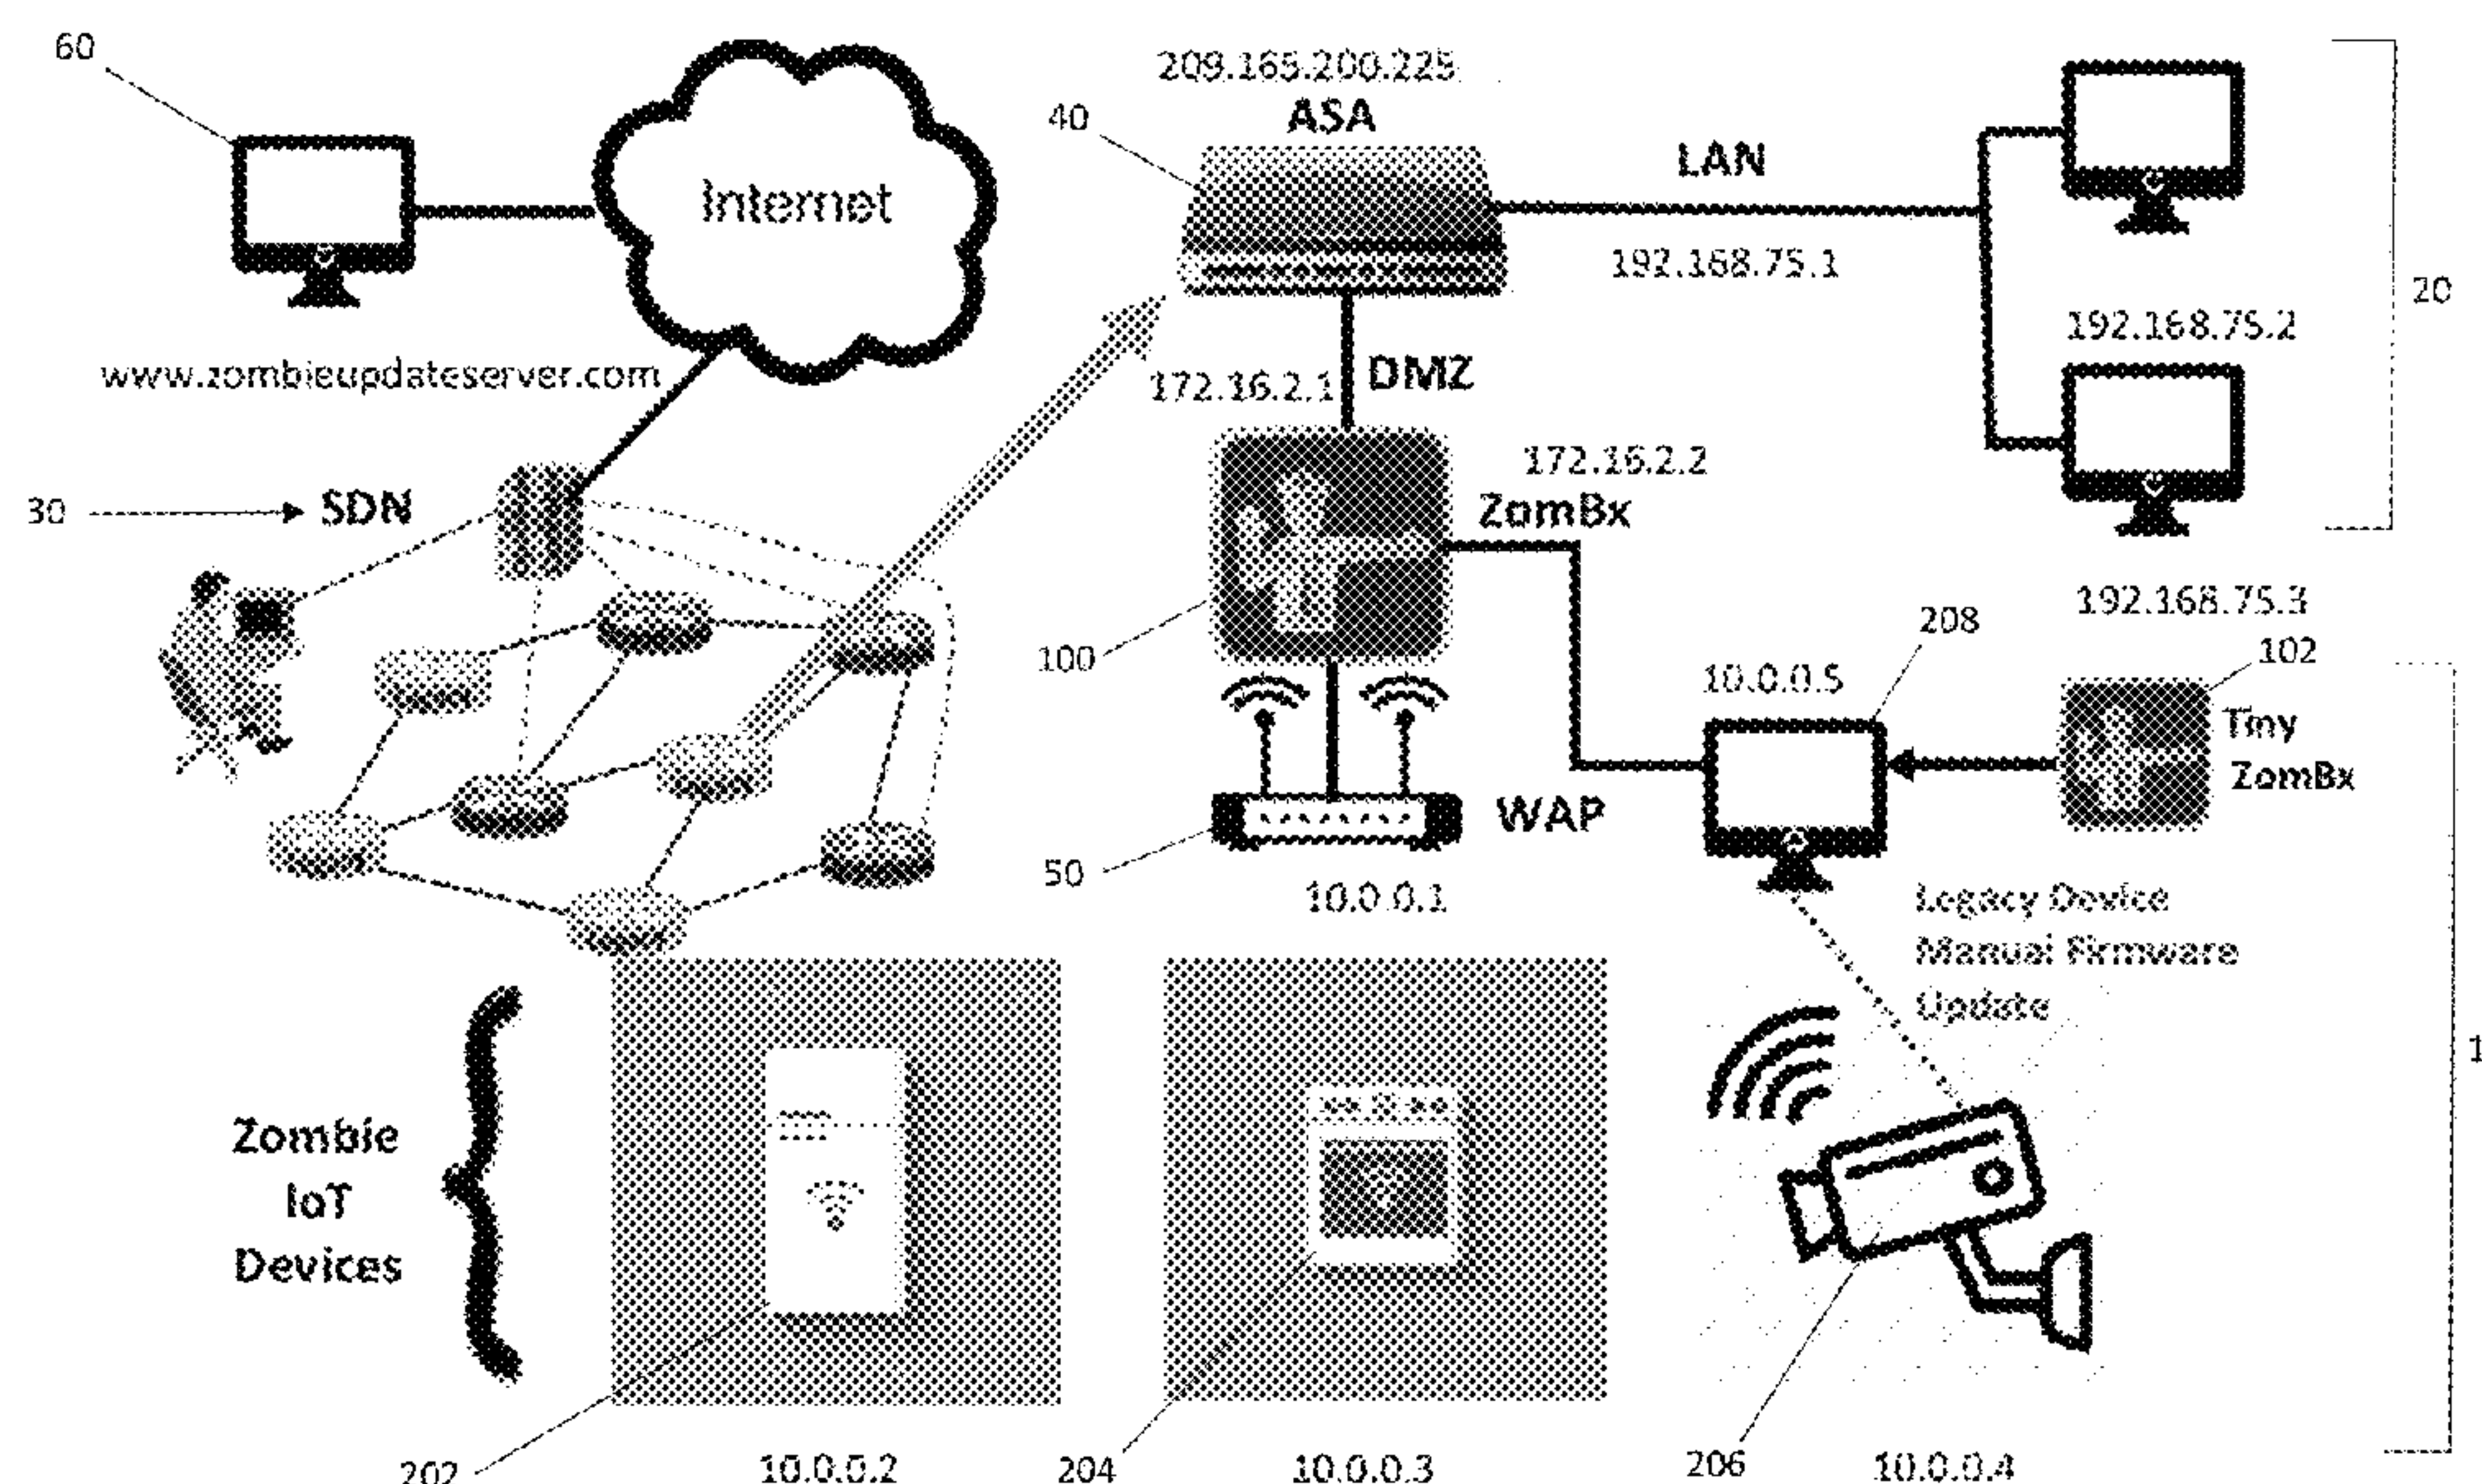 60
Internet
www.zombieupdateserver.com
209.165.200.225
ASA
40
LAN
192.168.75.1
20
192.168.75.2
172.16.2.1
DMZ
172.16.2.2
ZomBx
30
SDN
192.168.75.3
100
208
102
10.0.0.5
Tiny
ZomBx
WAP
50
10.0.0.1
Legacy Device
Manual Firmware
Update
Zombie
IoT
Devices
202
10.0.0.2
204
10.0.0.3
206
10.0.0.4